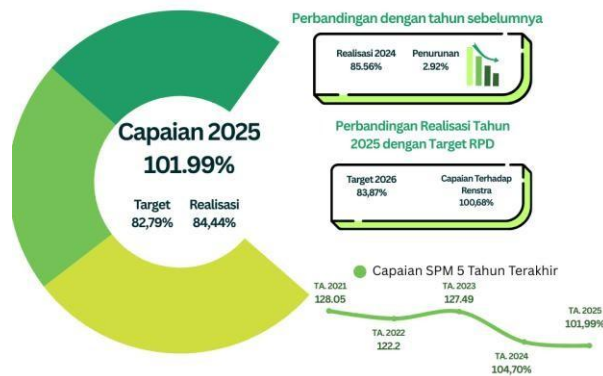 Perbandingan dengan tahun sebelumnya
Realisasi 2024
85.56%
Penurunan
2.92%
Capaian 2025
101.99%
Target
82,79%
Realisasi
84,44%
Perbandingan Realisasi Tahun
2025 dengan Target RPD
Target 2026
83,87%
Capaian Terhadap
Renstra
100,68%
Capaian SPM 5 Tahun Terakhir
TA. 2021
128.05
TA. 2022
122.2
TA. 2023
127.49
TA. 2024
104,70%
TA. 2025
101,99%